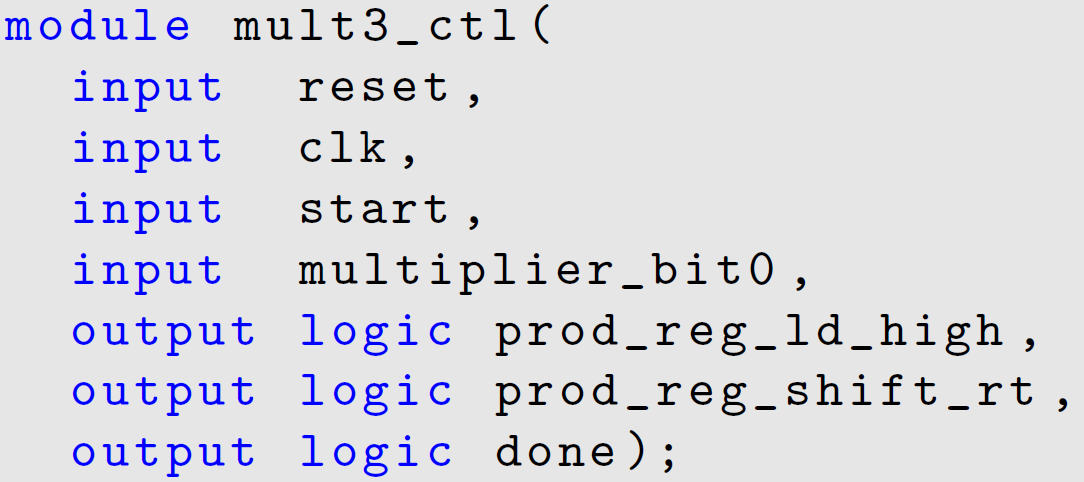 module mult3_ctl(
input reset,
input clk,
input start,
input multiplier_bit0,
output logic prod_reg_ld_high,
output logic prod_reg_shift_rt,
output logic done);